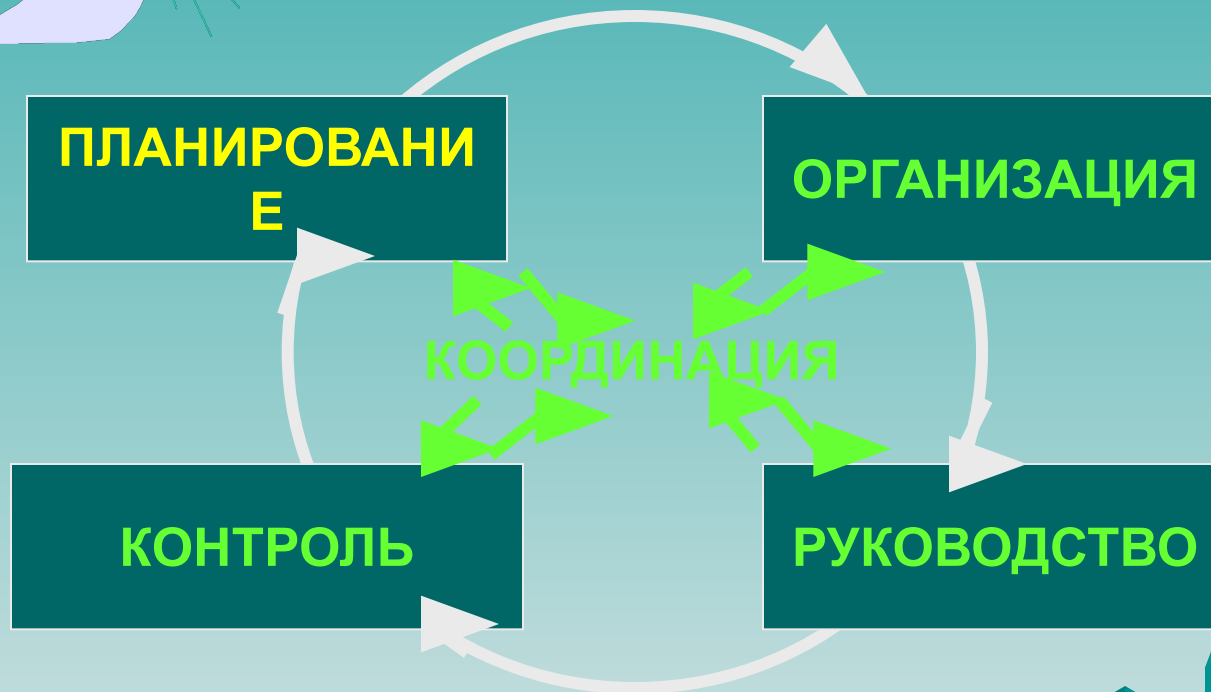 ПЛАНИРОВАНИ
Е
ОРГАНИЗАЦИЯ
КООРДИНАЦИЯ
КОНТРОЛЬ
РУКОВОДСТВО